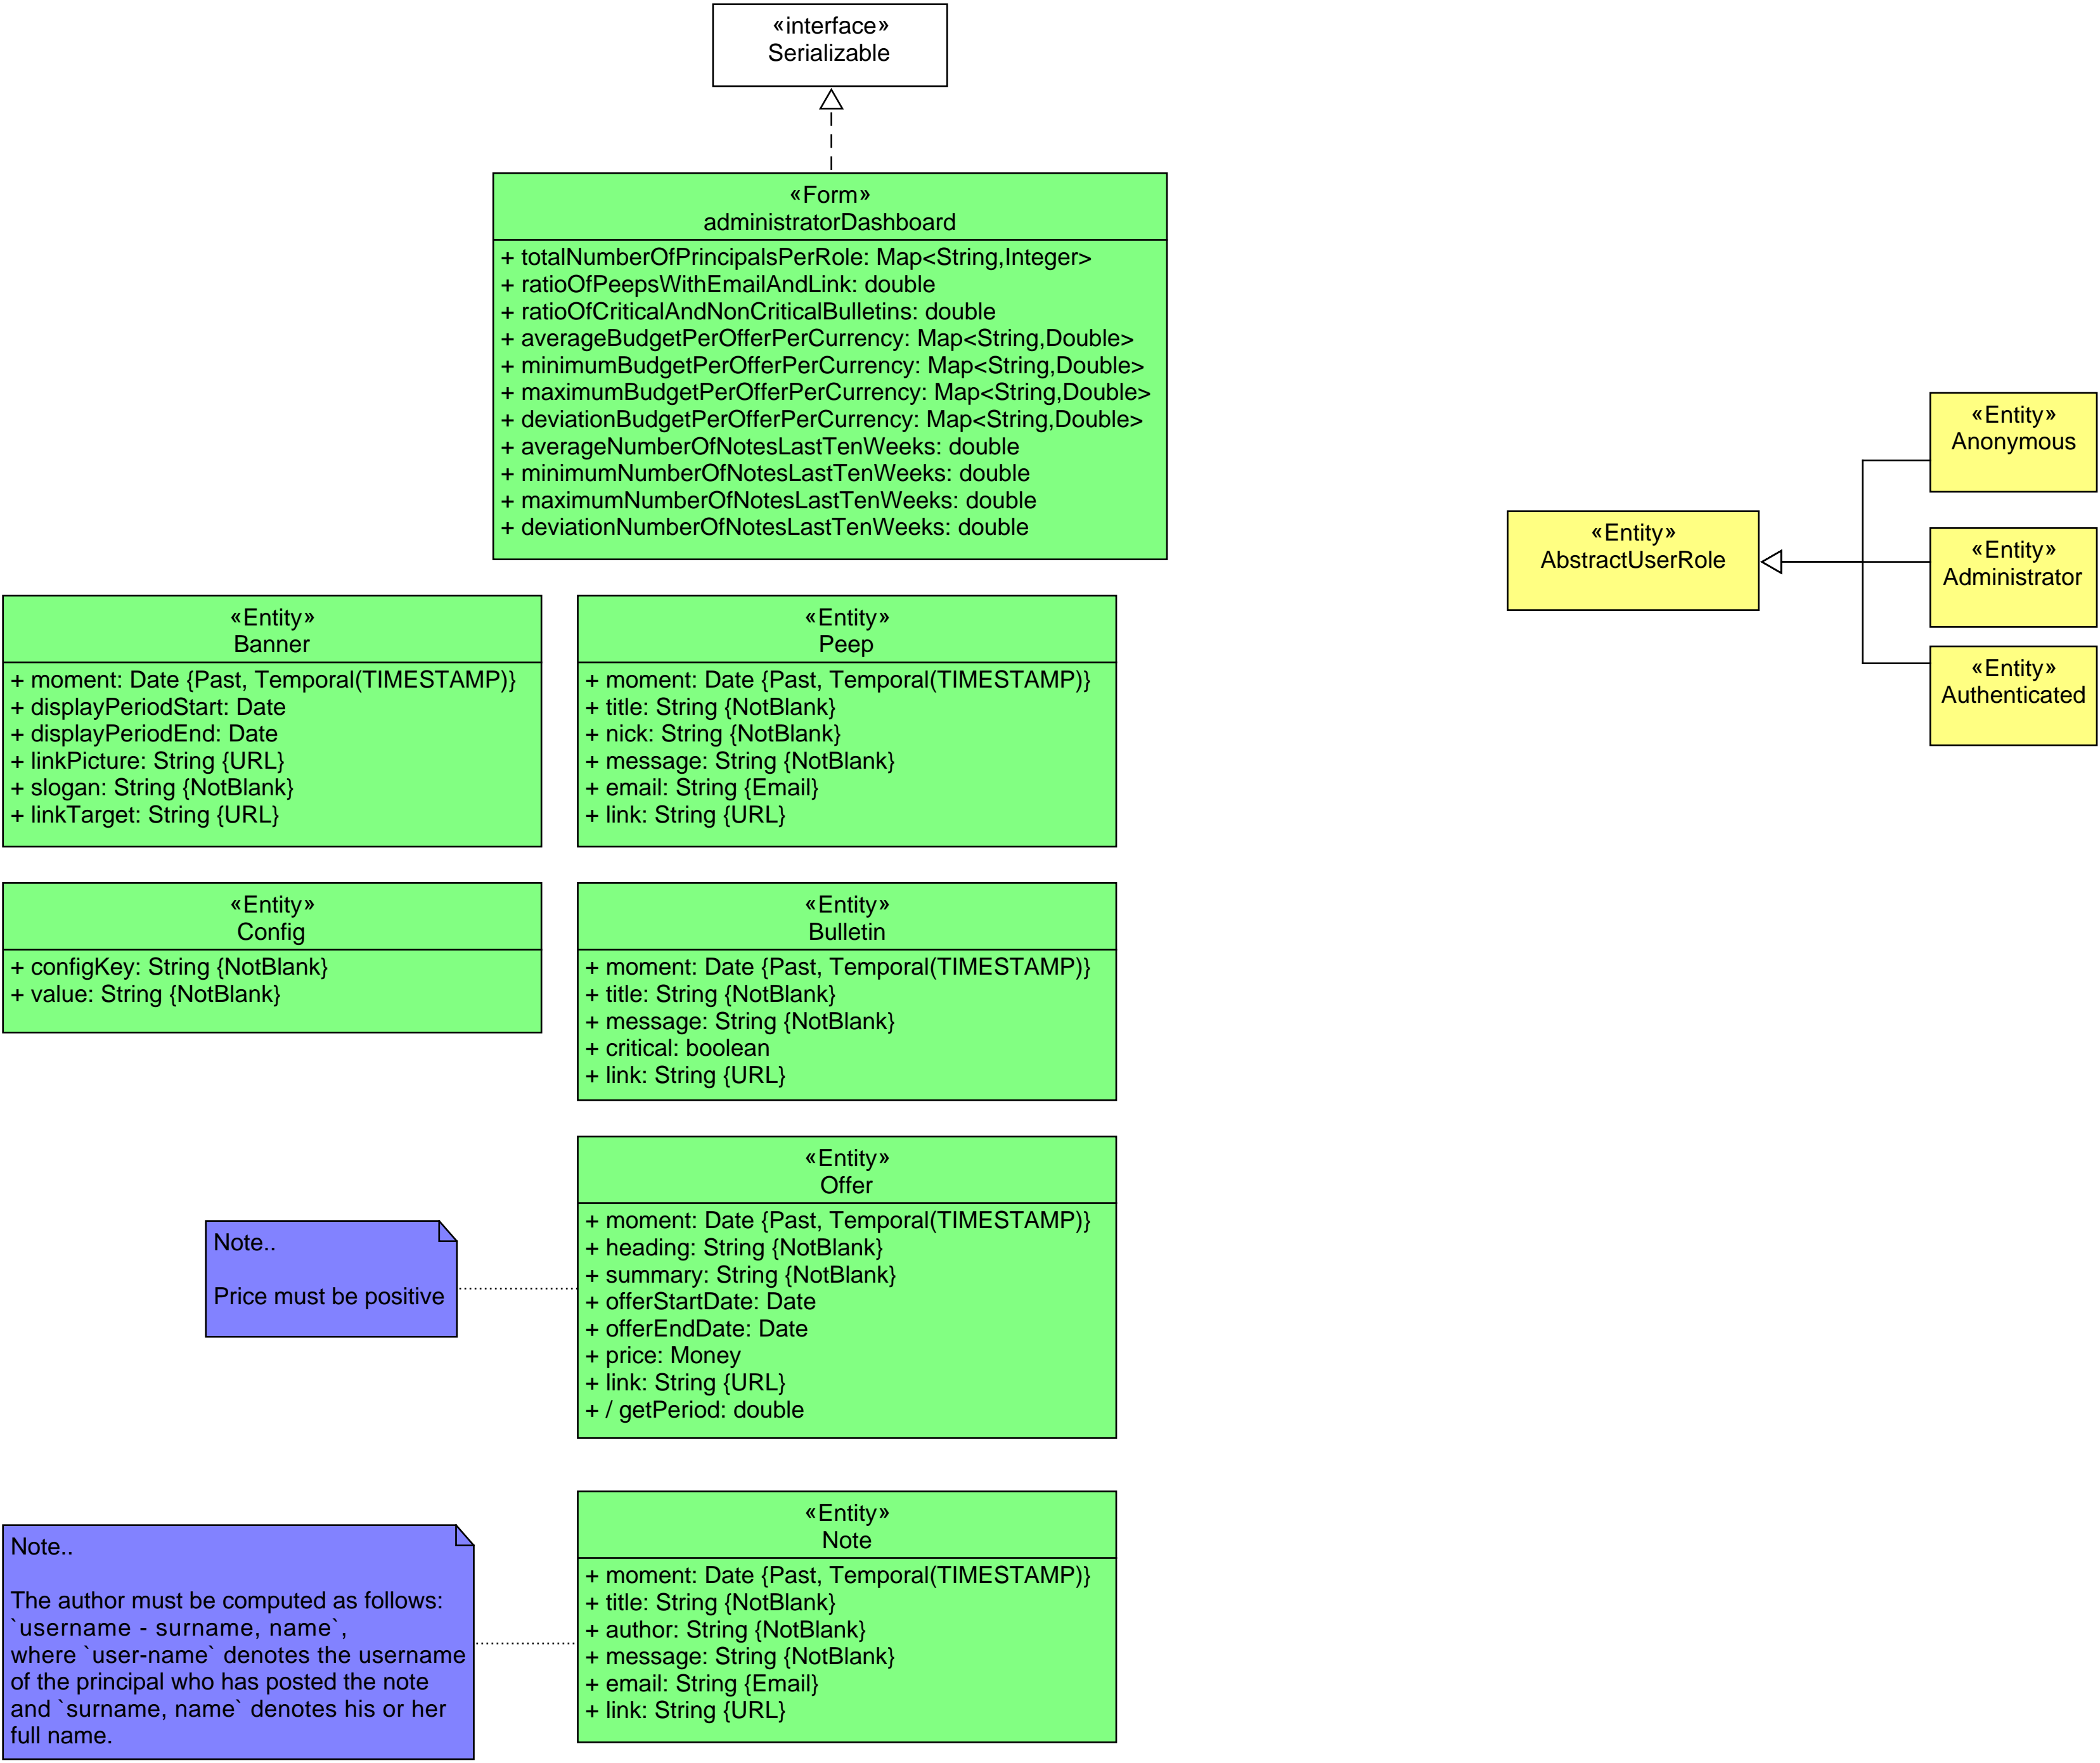 «interface»
Serializable
«Form»
administratorDashboard
+ totalNumberOfPrincipalsPerRole: Map<String,Integer>
+ ratioOfPeepsWithEmailAndLink: double
+ ratioOfCriticalAndNonCriticalBulletins: double
+ averageBudgetPerOfferPerCurrency: Map<String,Double>
+ minimumBudgetPerOfferPerCurrency: Map<String,Double>
+ maximumBudgetPerOfferPerCurrency: Map<String,Double>
+ deviationBudgetPerOfferPerCurrency: Map<String,Double>
+ averageNumberOfNotesLastTenWeeks: double
+ minimumNumberOfNotesLastTenWeeks: double
+ maximumNumberOfNotesLastTenWeeks: double
+ deviationNumberOfNotesLastTenWeeks: double
«Entity»
Anonymous
«Entity»
AbstractUserRole
«Entity»
Administrator
«Entity»
Authenticated
«Entity»
Banner
+ moment: Date {Past, Temporal(TIMESTAMP)}
+ displayPeriodStart: Date
+ displayPeriodEnd: Date
+ linkPicture: String {URL}
+ slogan: String {NotBlank}
+ linkTarget: String {URL}
«Entity»
Peep
+ moment: Date {Past, Temporal(TIMESTAMP)}
+ title: String {NotBlank}
+ nick: String {NotBlank}
+ message: String {NotBlank}
+ email: String {Email}
+ link: String {URL}
«Entity»
Config
+ configKey: String {NotBlank}
+ value: String {NotBlank}
«Entity»
Bulletin
+ moment: Date {Past, Temporal(TIMESTAMP)}
+ title: String {NotBlank}
+ message: String {NotBlank}
+ critical: boolean
+ link: String {URL}
«Entity»
Offer
+ moment: Date {Past, Temporal(TIMESTAMP)}
+ heading: String {NotBlank}
+ summary: String {NotBlank}
+ offerStartDate: Date
+ offerEndDate: Date
+ price: Money
+ link: String {URL}
+ / getPeriod: double
Note..
Price must be positive
«Entity»
Note
+ moment: Date {Past, Temporal(TIMESTAMP)}
+ title: String {NotBlank}
+ author: String {NotBlank}
+ message: String {NotBlank}
+ email: String {Email}
+ link: String {URL}
Note..
The author must be computed as follows:
`username - surname, name`,
where `user-name` denotes the username
of the principal who has posted the note
and `surname, name` denotes his or her
full name.